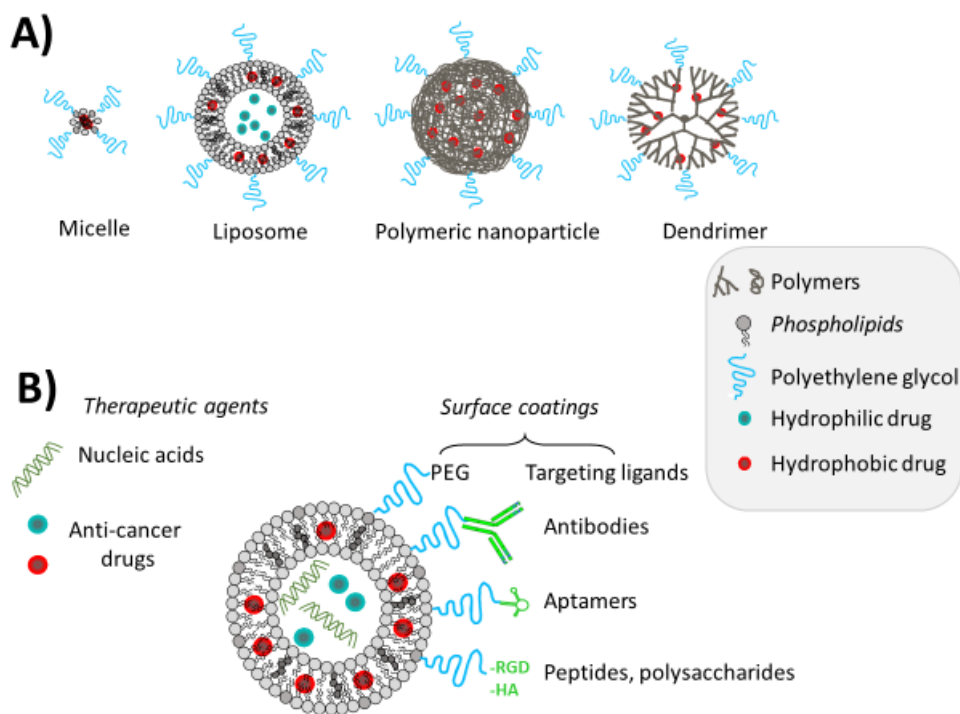 A)
Micelle
Liposome
Polymeric nanoparticle
Dendrimer
Polymers
Phospholipids
Polyethylene glycol
Hydrophilic drug
Hydrophobic drug
B)
Therapeutic agents
Nucleic acids
Anti-cancer
drugs
Surface coatings
PEG
Targeting ligands
Antibodies
Aptamers
-RGD
-HA
Peptides, polysaccharides